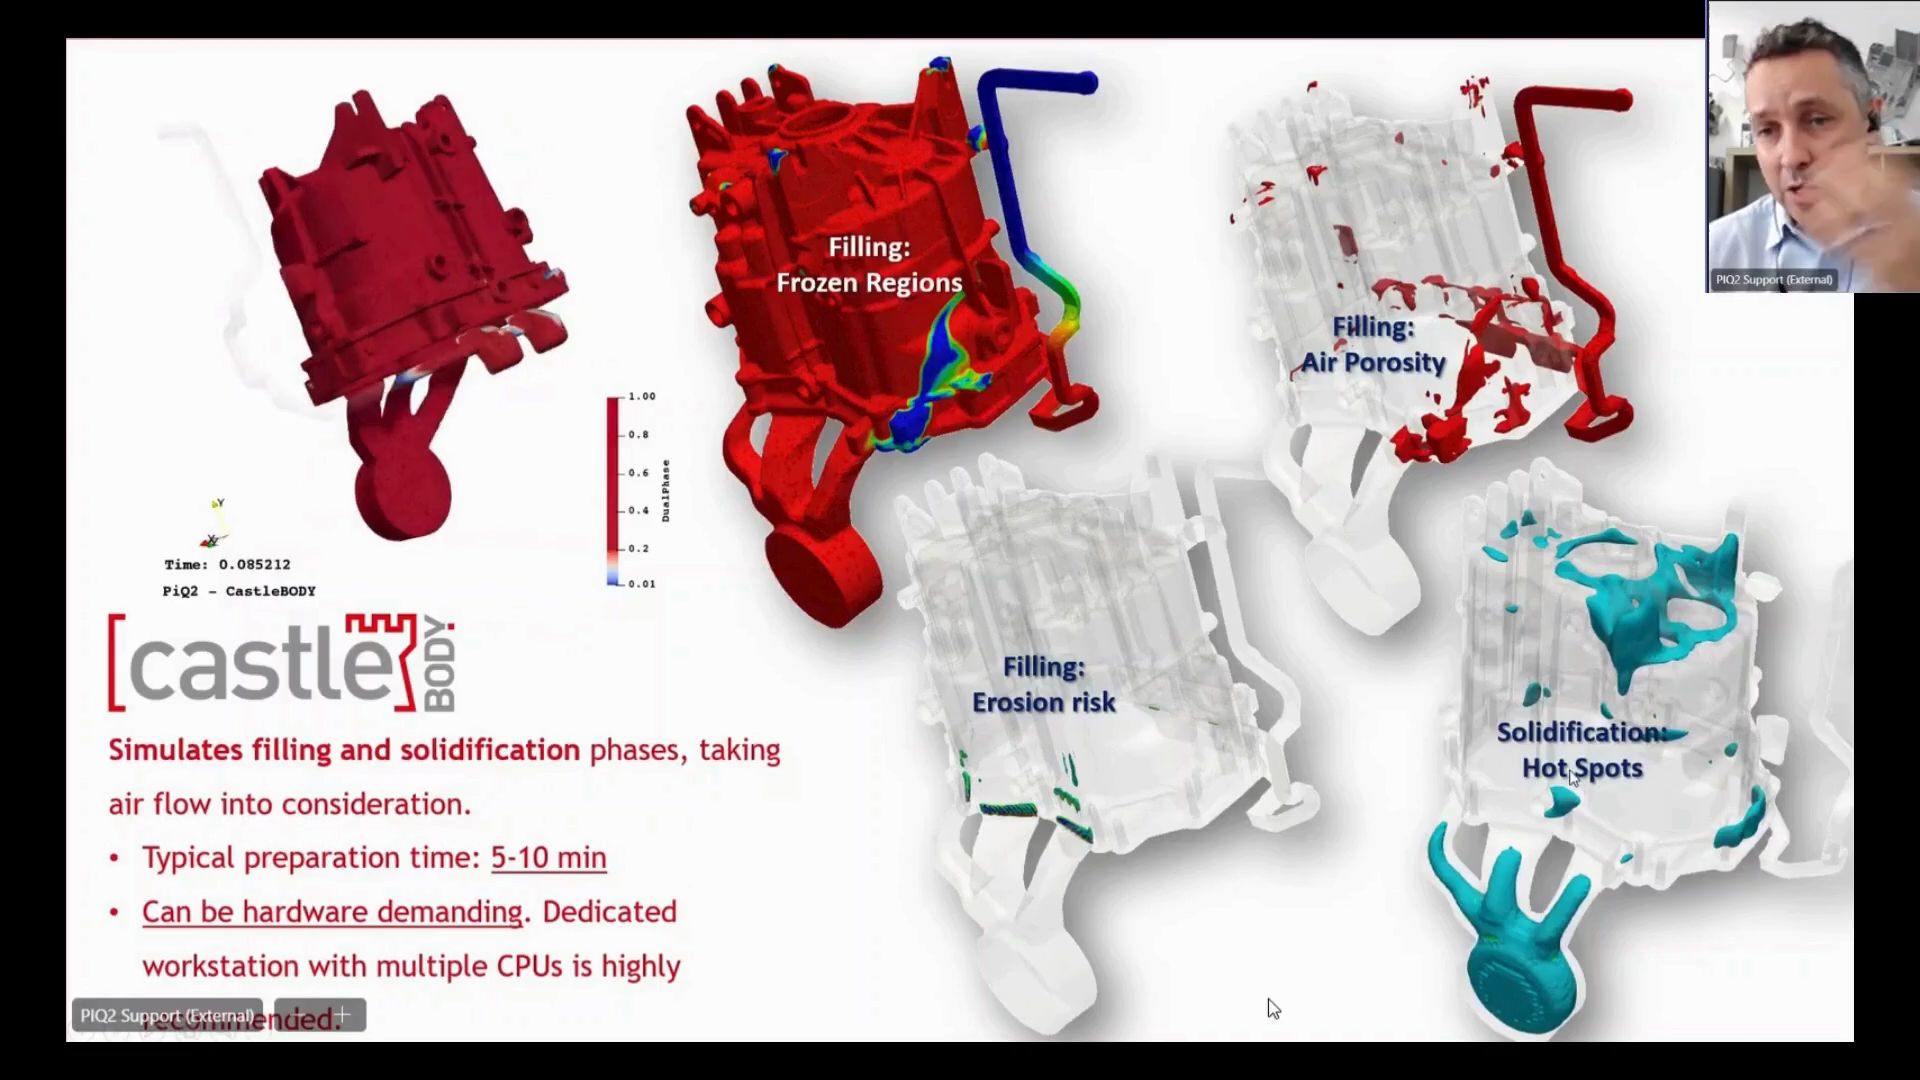 Filling:
Frozen Regions
Filling:
Air Porosity
PIQ2 Support (External)
1.00
0.8
0.6
0.4
0.2
0.01
DualPhase
Y
X
Time: 0.085212
PiQ2 - CastleBODY
castle
BODY
Filling:
Erosion risk
Solidification:
Hot Spots
Simulates filling and solidification phases, taking
air flow into consideration.
• Typical preparation time: 5-10 min
• Can be hardware demanding. Dedicated
workstation with multiple CPUs is highly
recommended.
PIQ2 Support (External)